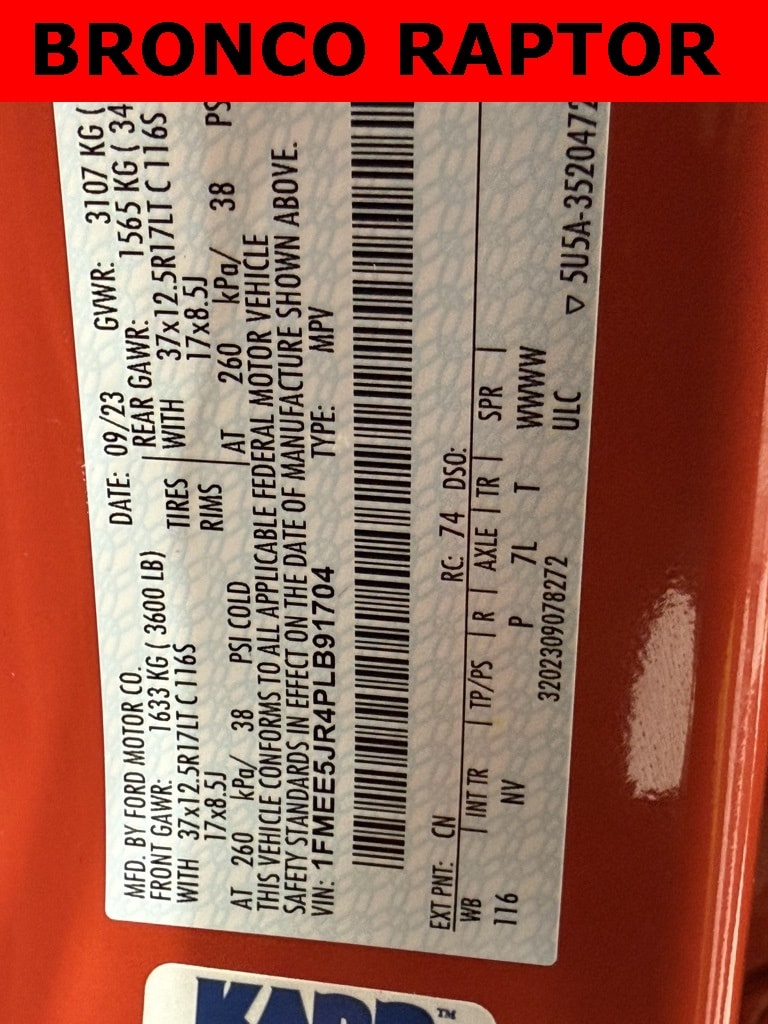 BRONCO RAPTOR
MFD. BY FORD MOTOR CO.
DATE: 09/23 GVWR: 3107 KG (
FRONT GAWR: 1633 KG ( 3600 LB)
REAR GAWR: 1565 KG ( 34
WITH 37x12.5R17LT C 116S TIRES WITH 37x12.5R17LT C 116S
17x8.5J RIMS 17x8.5J
AT 260 kPa/ 38 PSI COLD AT 260 kPa/ 38 PS
THIS VEHICLE CONFORMS TO ALL APPLICABLE FEDERAL MOTOR VEHICLE
SAFETY STANDARDS IN EFFECT ON THE DATE OF MANUFACTURE SHOWN ABOVE.
VIN: 1FMEE5JR4PLB91704 TYPE: MPV
EXT PNT: CN RC: 74 DSO:
WB | INT TR | TP/PS | R | AXLE | TR | SPR |
116 NV P 7L T WWWW
3202309078272 ULC ▽ 5U5A-3520472
KARR™